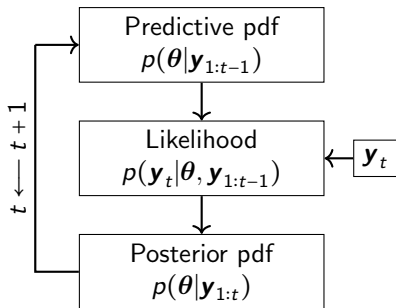 Predictive pdf
p(θ|y₁:t−1)
t ← t + 1
Likelihood
p(yₜ|θ, y₁:t−1)
yₜ
Posterior pdf
p(θ|y₁:t)